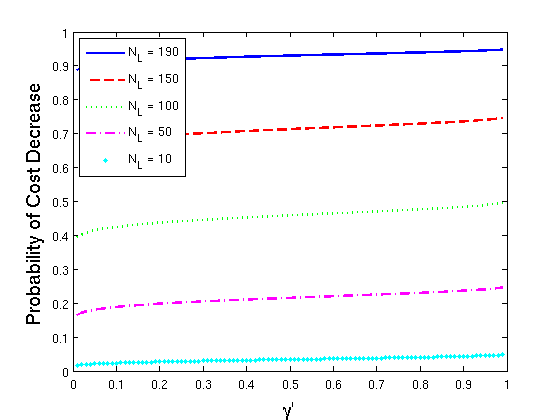 1
0.9
0.8
0.7
0.6
0.5
0.4
0.3
0.2
0.1
0
Probability of Cost Decrease
N_L = 190
N_L = 150
N_L = 100
N_L = 50
N_L = 10
0 0.1 0.2 0.3 0.4 0.5 0.6 0.7 0.8 0.9 1
γ'